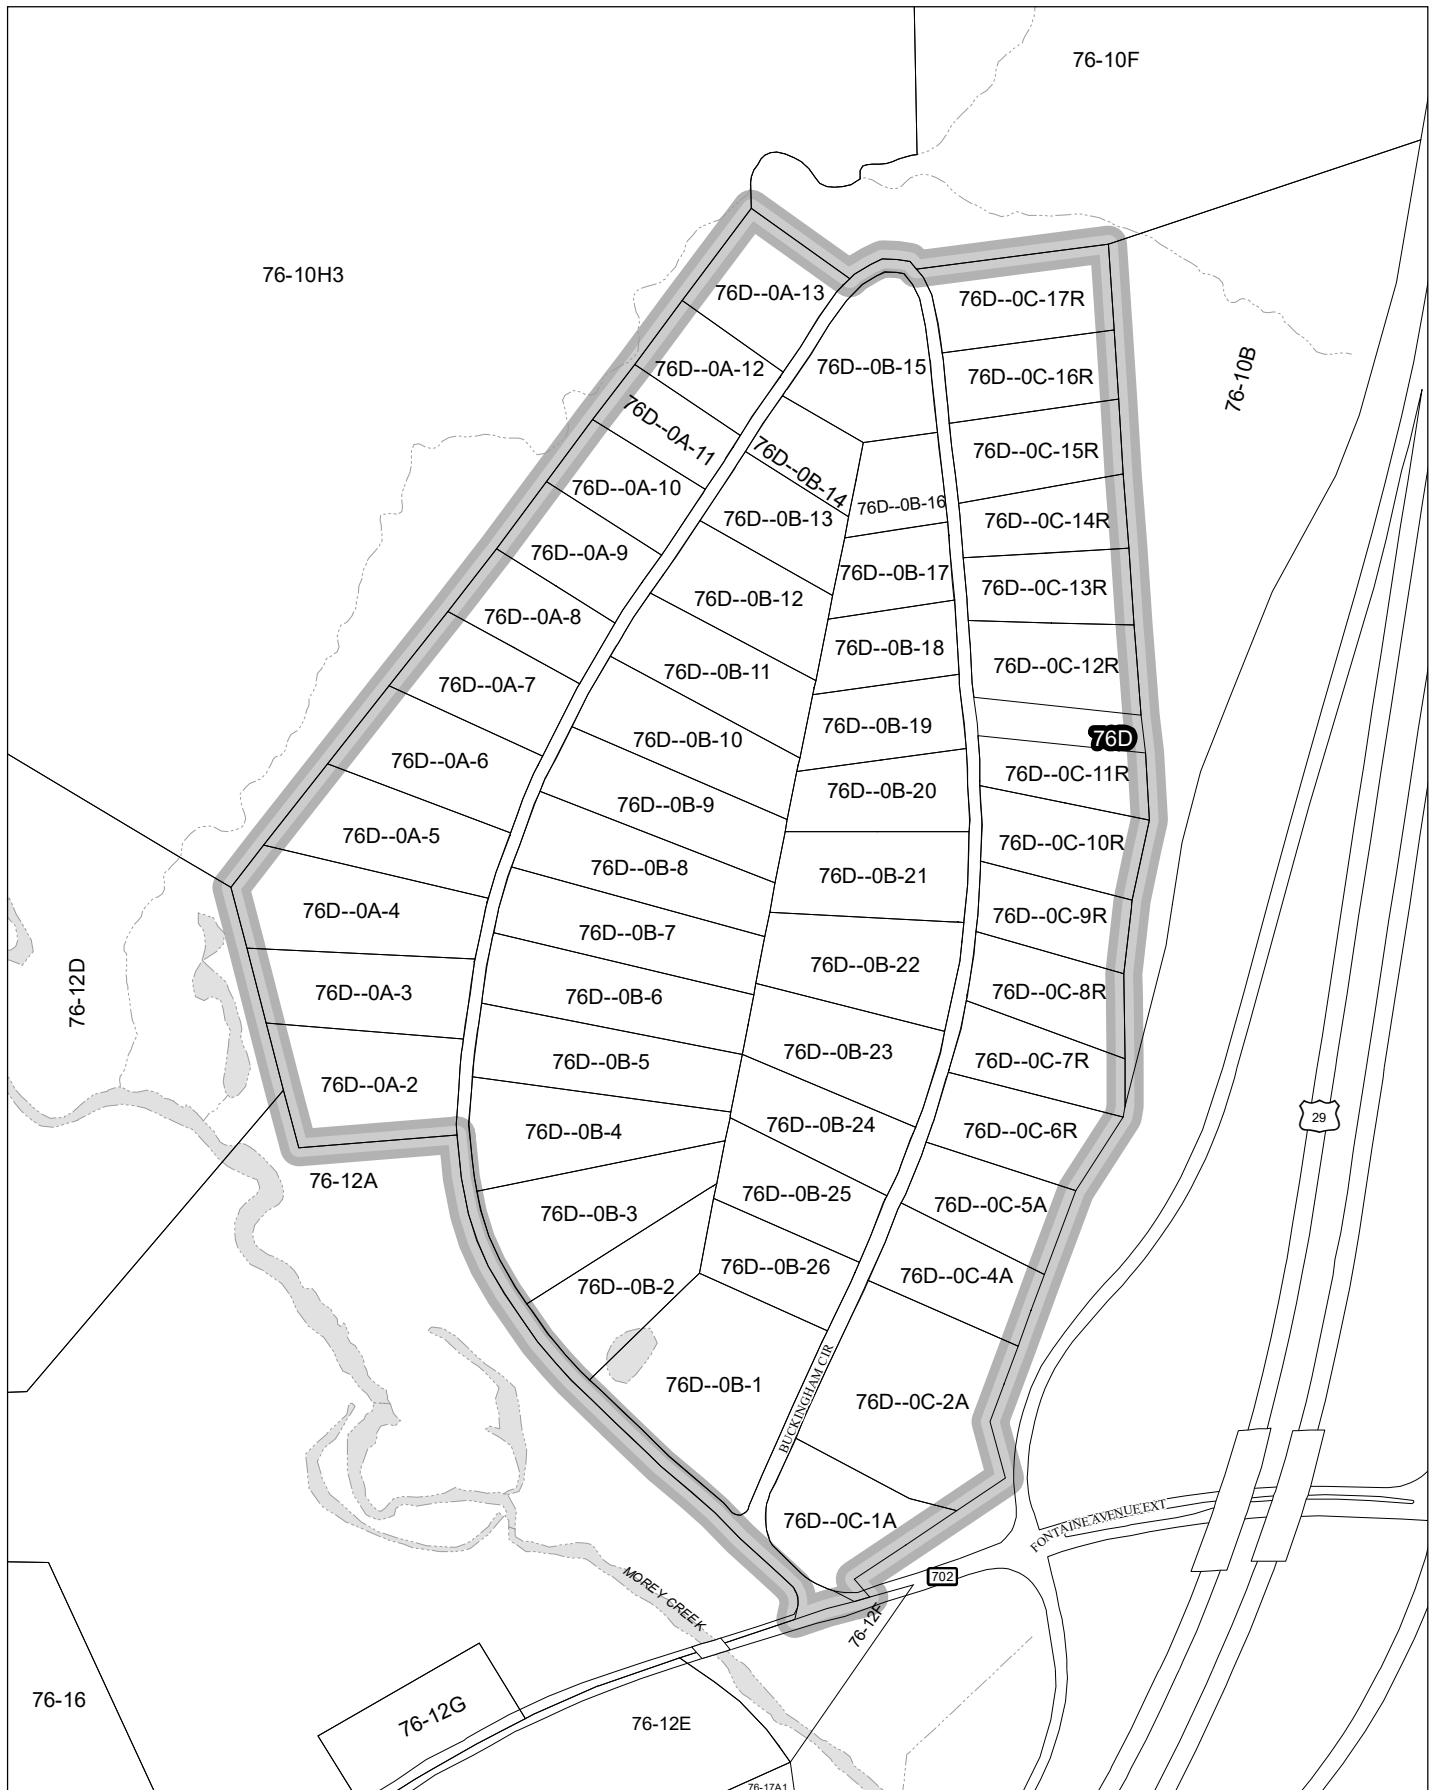 76-10F
76-10H3
76D--0A-13
76D--0C-17R
76D--0A-12
76D--0B-15
76D--0C-16R
76-10B
76D--0A-11
76D--0B-14
76D--0C-15R
76D--0A-10
76D--0B-13
76D--0B-16
76D--0C-14R
76D--0A-9
76D--0B-17
76D--0C-13R
76D--0A-8
76D--0B-12
76D--0B-18
76D--0C-12R
76D--0A-7
76D--0B-11
76D--0B-19
76D
76D--0B-10
76D--0A-6
76D--0C-11R
76D--0B-9
76D--0B-20
76D--0A-5
76D--0C-10R
76D--0B-8
76D--0B-21
76D--0A-4
76D--0C-9R
76D--0B-7
76D--0B-22
76-12D
76D--0A-3
76D--0B-6
76D--0C-8R
76D--0B-5
76D--0B-23
76D--0C-7R
76D--0A-2
29
76D--0B-4
76D--0B-24
76D--0C-6R
76-12A
76D--0B-25
76D--0C-5A
76D--0B-3
76D--0B-26
76D--0C-4A
76D--0B-2
76D--0B-1
BUCKINGHAM CIR
76D--0C-2A
76D--0C-1A
FONTAINE AVENUE EXT
702
MOREY CREEK
76-12F
76-16
76-12G
76-12E
76-17A1